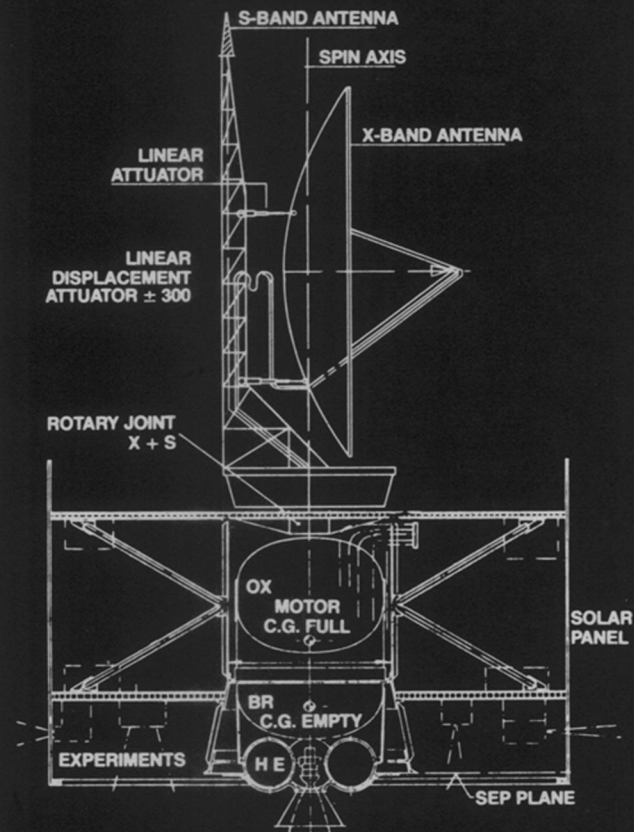 S-BAND ANTENNA
SPIN AXIS
X-BAND ANTENNA
LINEAR
ATTUATOR
LINEAR
DISPLACEMENT
ATTUATOR ± 300
ROTARY JOINT
X + S
OX
MOTOR
C.G. FULL
SOLAR
PANEL
BR
C.G. EMPTY
EXPERIMENTS
H E
SEP PLANE